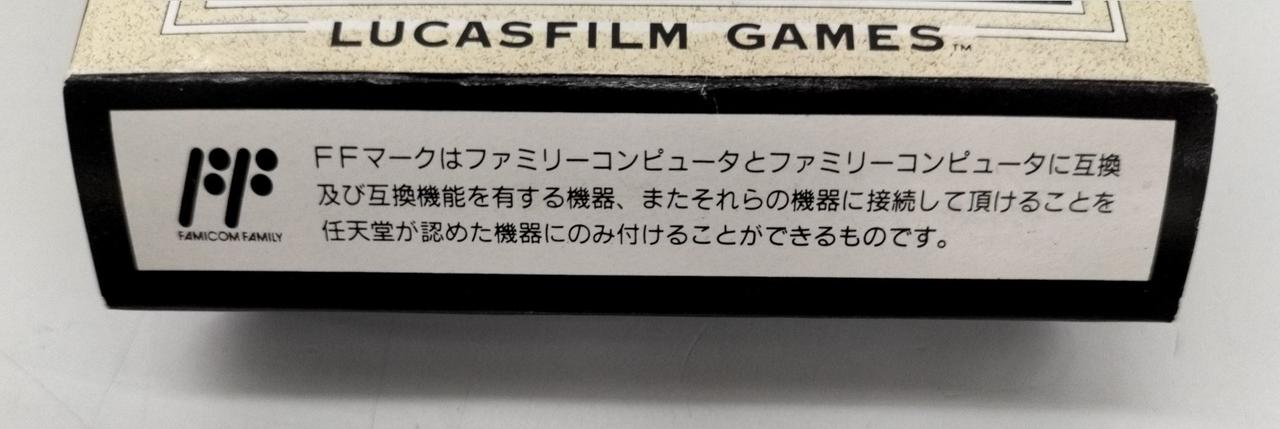 LUCASFILM GAMES™
FFマークはファミリーコンピュータとファミリーコンピュータに互換
及び互換機能を有する機器、またそれらの機器に接続して頂けることを
任天堂が認めた機器にのみ付けることができるものです。
FF
FAMICOM FAMILY